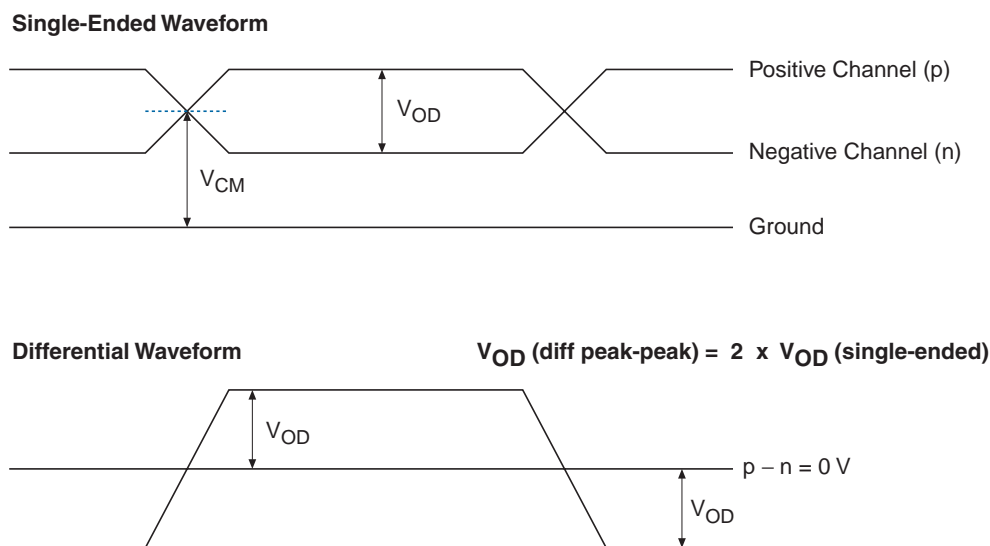 Single-Ended Waveform
Positive Channel (p)
VOD
Negative Channel (n)
VCM
Ground
Differential Waveform
VOD (diff peak-peak) = 2 x VOD (single-ended)
VOD
p – n = 0 V
VOD